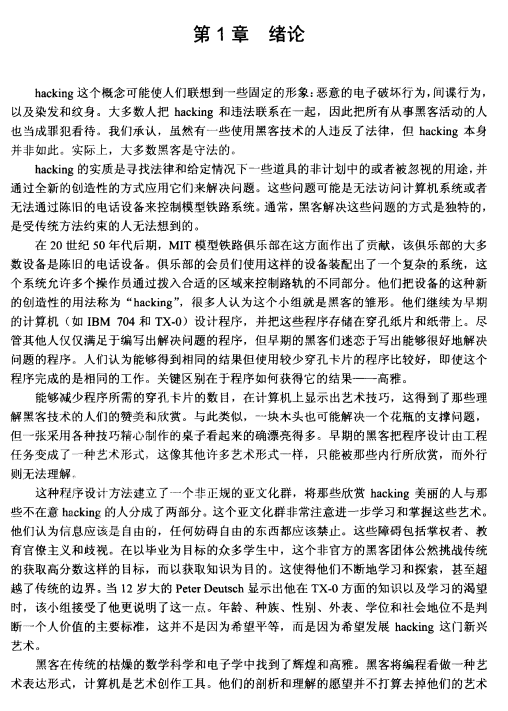 第 1 章　绪论
hacking 这个概念可能使人们联想到一些固定的形象：恶意的电子破坏行为，间谍行为，
以及染发和纹身。大多数人把 hacking 和违法联系在一起，因此把所有从事黑客活动的人
也当成罪犯看待。我们承认，虽然有一些使用黑客技术的人违反了法律，但 hacking 本身
并非如此。实际上，大多数黑客是守法的。
hacking 的实质是寻找法律和给定情况下一些道具的非计划中的或者被忽视的用途，并
通过全新的创造性的方式应用它们来解决问题。这些问题可能是无法访问计算机系统或者
无法通过陈旧的电话设备来控制模型铁路系统。通常，黑客解决这些问题的方式是独特的，
是受传统方法约束的人无法想到的。
在 20 世纪 50 年代后期，MIT 模型铁路俱乐部在这方面作出了贡献，该俱乐部的大多
数设备是陈旧的电话设备。俱乐部的会员们使用这样的设备装配出了一个复杂的系统，这
个系统允许多个操作员通过拨入合适的区域来控制路轨的不同部分。他们把设备的这种新
的创造性的用法称为“hacking”，很多人认为这个小组就是黑客的雏形。他们继续为早期
的计算机（如 IBM 704 和 TX-0）设计程序，并把这些程序存储在穿孔纸片和纸带上。尽
管其他人仅仅满足于编写出解决问题的程序，但早期的黑客们迷恋于写出能够很好地解决
问题的程序。人们认为能够得到相同的结果但使用较少穿孔卡片的程序比较好，即使这个
程序完成的是相同的工作。关键区别在于程序如何获得它的结果——高雅。
能够减少程序所需的穿孔卡片的数目，在计算机上显示出艺术技巧，这得到了那些理
解黑客技术的人们的赞美和欣赏。与此类似，一块木头也可能解决一个花瓶的支撑问题，
但一张采用各种技巧精心制作的桌子看起来的确漂亮得多。早期的黑客把程序设计由工程
任务变成了一种艺术形式，这像其他许多艺术形式一样，只能被那些内行所欣赏，而外行
则无法理解。
这种程序设计方法建立了一个非正规的亚文化群，将那些欣赏 hacking 美丽的人与那
些不在意 hacking 的人分成了两部分。这个亚文化群非常注意进一步学习和掌握这些艺术。
他们认为信息应该是自由的，任何妨碍自由的东西都应该禁止。这些障碍包括掌权者、教
育官僚主义和歧视。在以毕业为目标的众多学生中，这个非官方的黑客团体公然挑战传统
的获取高分数这样的目标，而以获取知识为目的。这使得他们不断地学习和探索，甚至超
越了传统的边界。当 12 岁大的 Peter Deutsch 显示出他在 TX-0 方面的知识以及学习的渴望
时，该小组接受了他更说明了这一点。年龄、种族、性别、外表、学位和社会地位不是判
断一个人价值的主要标准，这并不是因为希望平等，而是因为希望发展 hacking 这门新兴
艺术。
黑客在传统的枯燥的数学科学和电子学中找到了辉煌和高雅。黑客将编程看做一种艺
术表达形式，计算机是艺术创作工具。他们的剖析和理解的愿望并不打算去掉他们的艺术